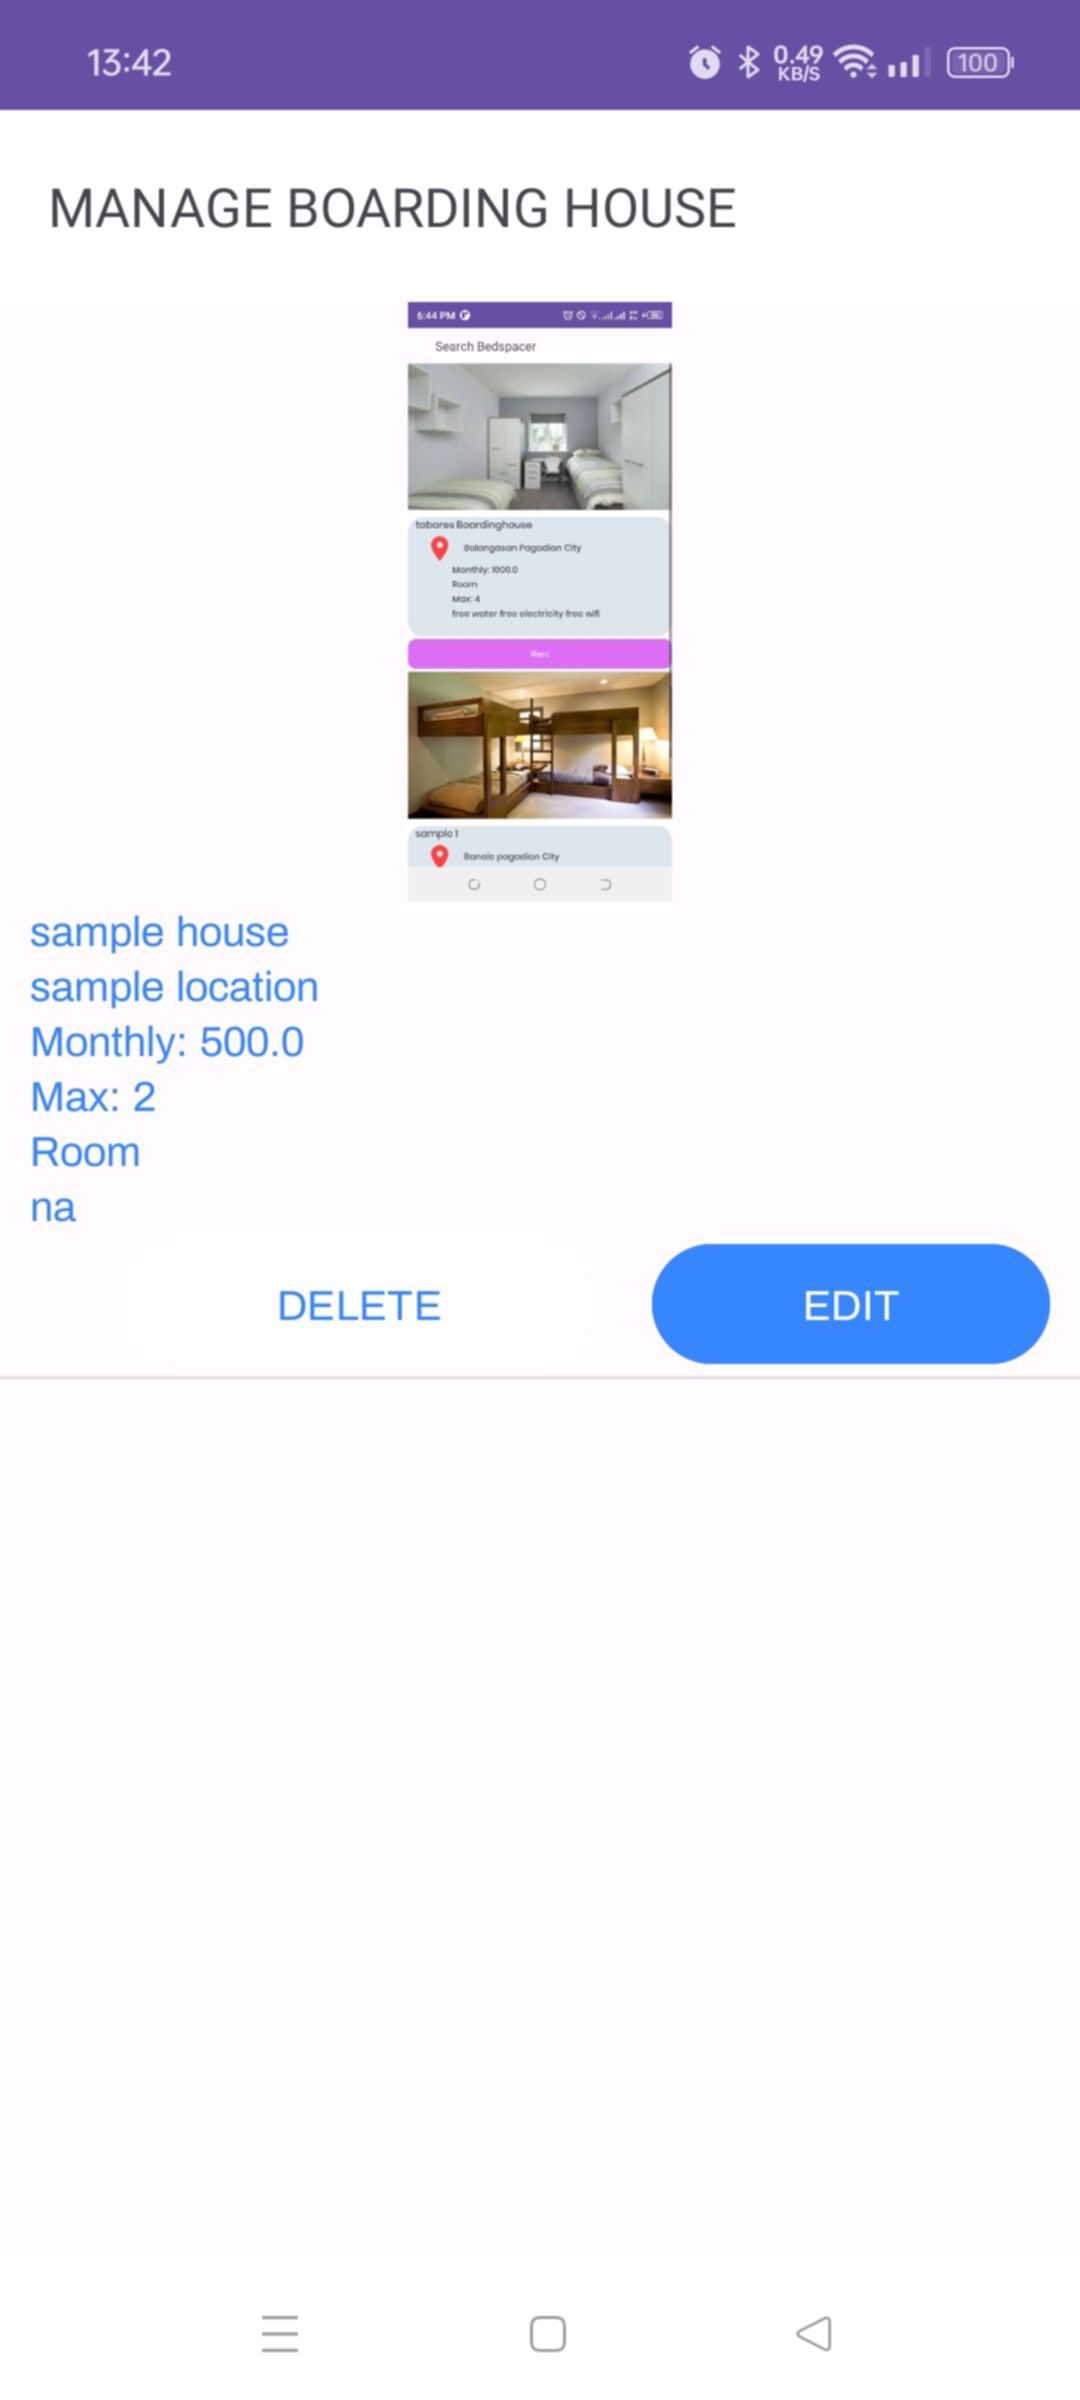 13:42
0.49
KB/S
100
MANAGE BOARDING HOUSE
6:44 PM
Search Bedspacer
tabares Boardinghouse
Balangasan Pagadian City
Monthly: 1000.0
Room
Max: 4
free water free electricity free wifi
Rent
sample 1
Banale pagadian City
sample house
sample location
Monthly: 500.0
Max: 2
Room
na
DELETE
EDIT